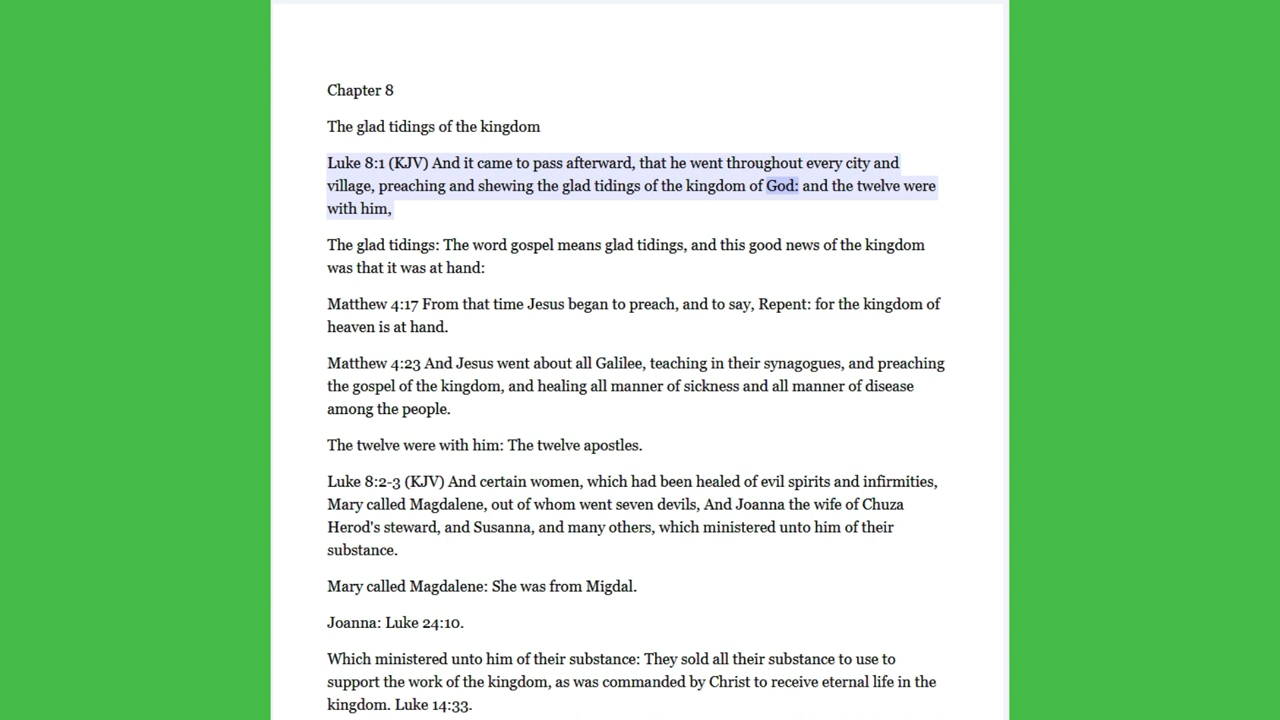 Chapter 8
The glad tidings of the kingdom
Luke 8:1 (KJV) And it came to pass afterward, that he went throughout every city and
village, preaching and shewing the glad tidings of the kingdom of God: and the twelve were
with him,
The glad tidings: The word gospel means glad tidings, and this good news of the kingdom
was that it was at hand:
Matthew 4:17 From that time Jesus began to preach, and to say, Repent: for the kingdom of
heaven is at hand.
Matthew 4:23 And Jesus went about all Galilee, teaching in their synagogues, and preaching
the gospel of the kingdom, and healing all manner of sickness and all manner of disease
among the people.
The twelve were with him: The twelve apostles.
Luke 8:2-3 (KJV) And certain women, which had been healed of evil spirits and infirmities,
Mary called Magdalene, out of whom went seven devils, And Joanna the wife of Chuza
Herod's steward, and Susanna, and many others, which ministered unto him of their
substance.
Mary called Magdalene: She was from Migdal.
Joanna: Luke 24:10.
Which ministered unto him of their substance: They sold all their substance to use to
support the work of the kingdom, as was commanded by Christ to receive eternal life in the
kingdom. Luke 14:33.